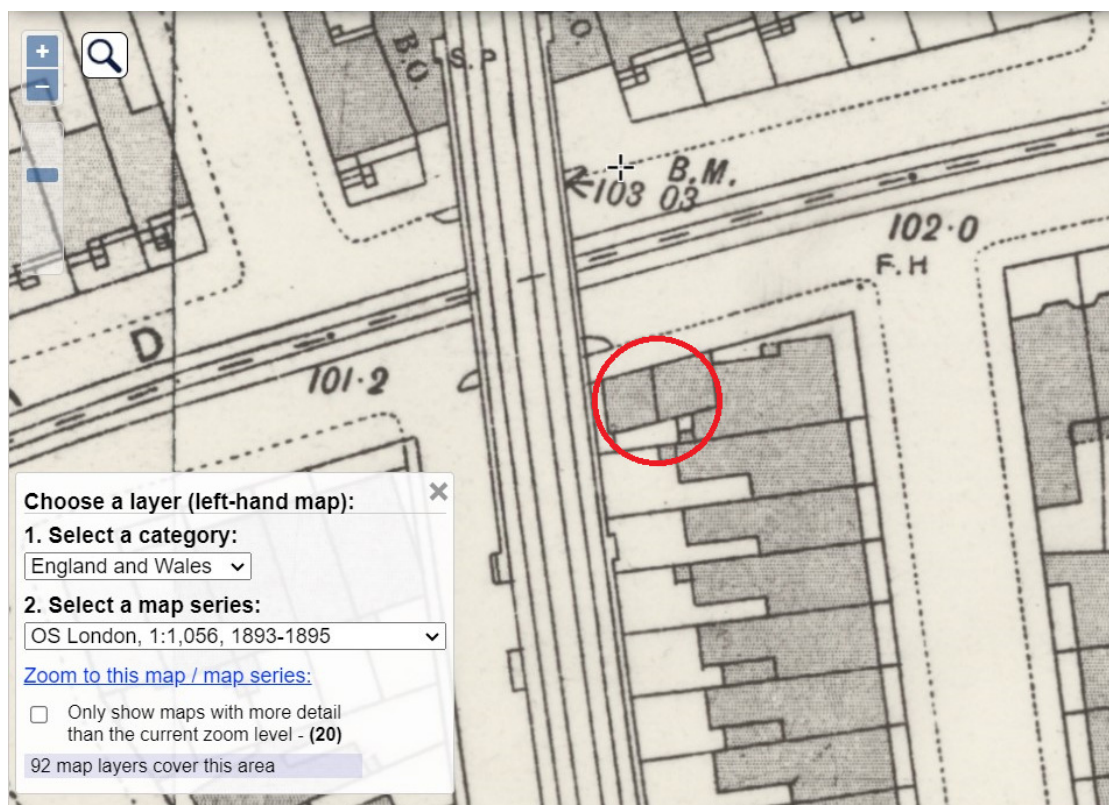 +
−
B.O.
S.P
.O.
B.M.
103 03
102·0
F.H
D
101·2
Choose a layer (left-hand map):
1. Select a category:
England and Wales
2. Select a map series:
OS London, 1:1,056, 1893-1895
Zoom to this map / map series:
Only show maps with more detail
than the current zoom level - (20)
92 map layers cover this area